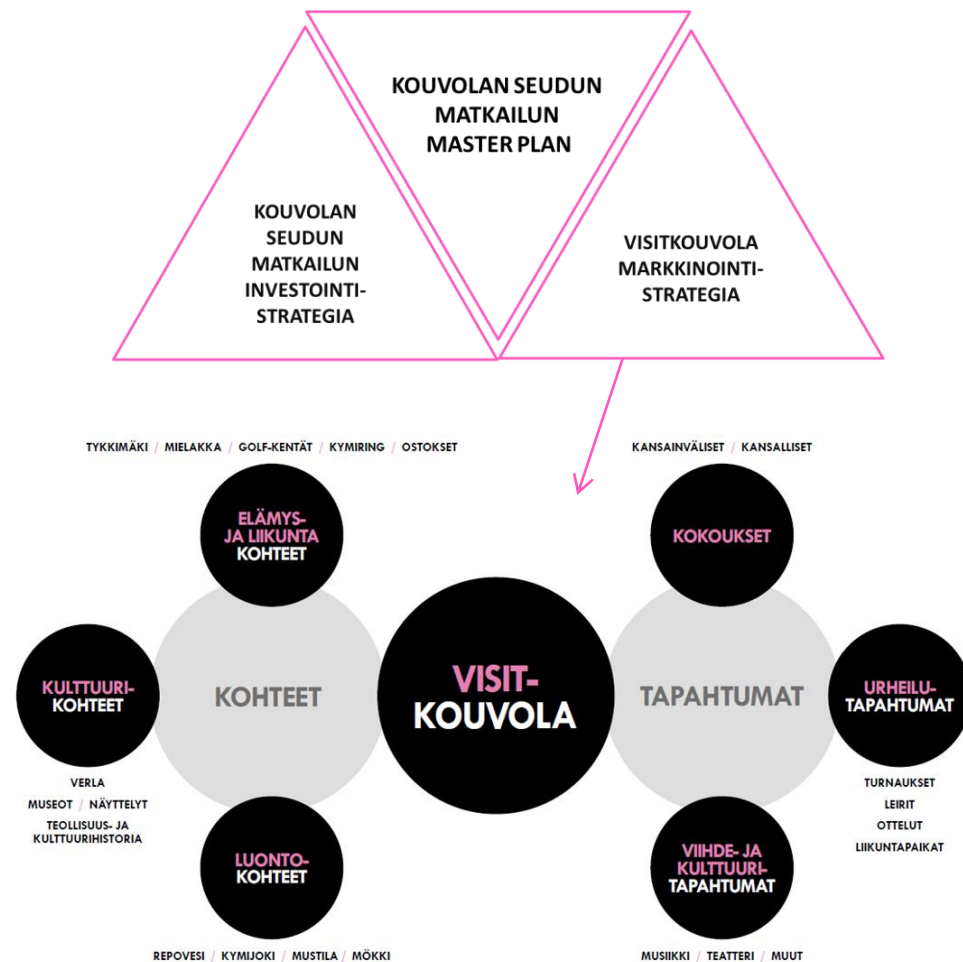 KOUVOLAN SEUDUN
MATKAILUN
MASTER PLAN
KOUVOLAN
SEUDUN
MATKAILUN
INVESTOINTI-
STRATEGIA
VISITKOUVOLA
MARKKINOINTI-
STRATEGIA
TYKKIMÄKI / MIELAKKA / GOLF-KENTÄT / KYMIRING / OSTOKSET
KANSAINVÄLISET / KANSALLISET
ELÄMYS-
JA LIIKUNTA
KOHTEET
KOKOUKSET
KULTTUURI-
KOHTEET
KOHTEET
VISIT-
KOUVOLA
TAPAHTUMAT
URHEILU-
TAPAHTUMAT
VERLA
MUSEOT / NÄYTTELYT
TEOLLISUUS- JA
KULTTUURIHISTORIA
TURNAUKSET
LEIRIT
OTTELUT
LIIKUNTAPAIKAT
LUONTO-
KOHTEET
VIIHDE- JA
KULTTUURI-
TAPAHTUMAT
REPOVESI / KYMIJOKI / MUSTILA / MÖKKI
MUSIIKKI / TEATTERI / MUUT